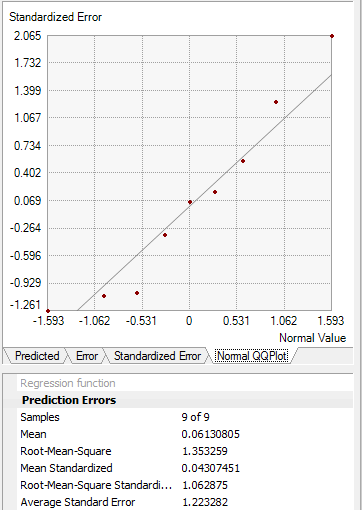 Standardized Error
2.065
1.732
1.399
1.067
0.734
0.402
0.069
-0.264
-0.596
-0.929
-1.261
-1.593 -1.062 -0.531 0 0.531 1.062 1.593
Normal Value
Predicted Error Standardized Error Normal QQPlot
Regression function
Prediction Errors
Samples 9 of 9
Mean 0.06130805
Root-Mean-Square 1.353259
Mean Standardized 0.04307451
Root-Mean-Square Standardi... 1.062875
Average Standard Error 1.223282